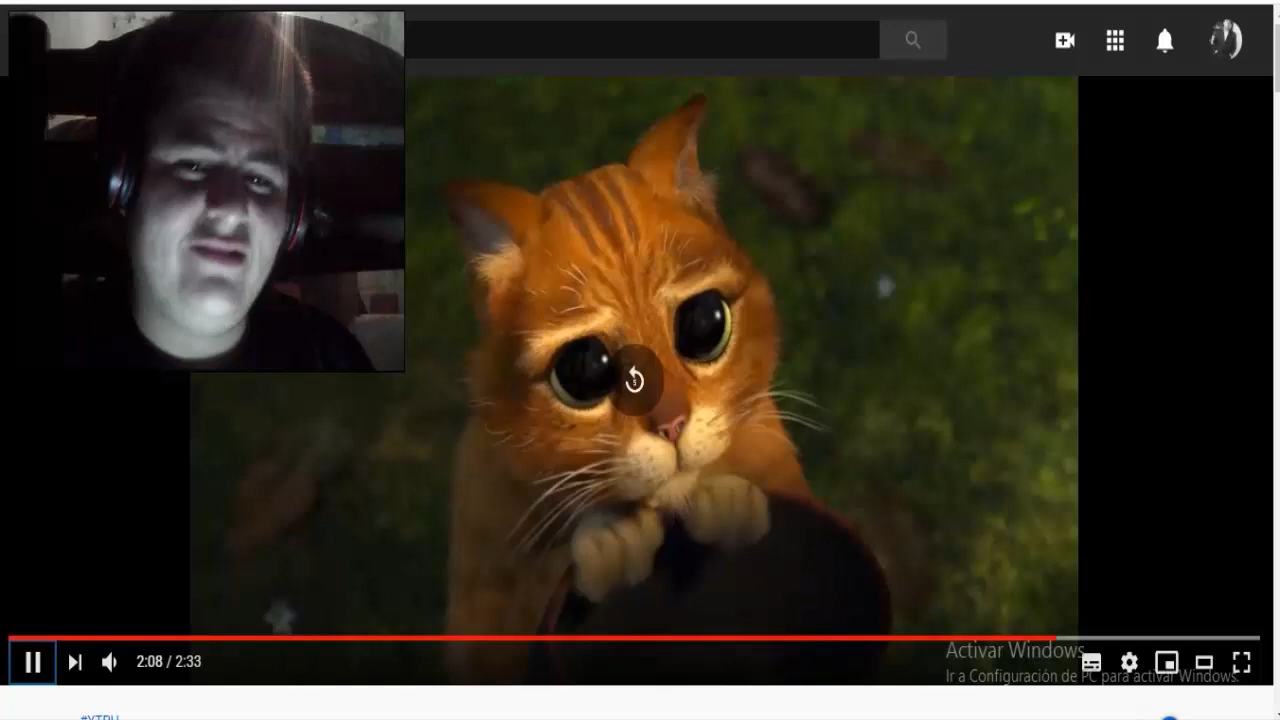 2:08 / 2:33
Activar Windows
Ir a Configuración de PC para activar Windows.
#YTPH